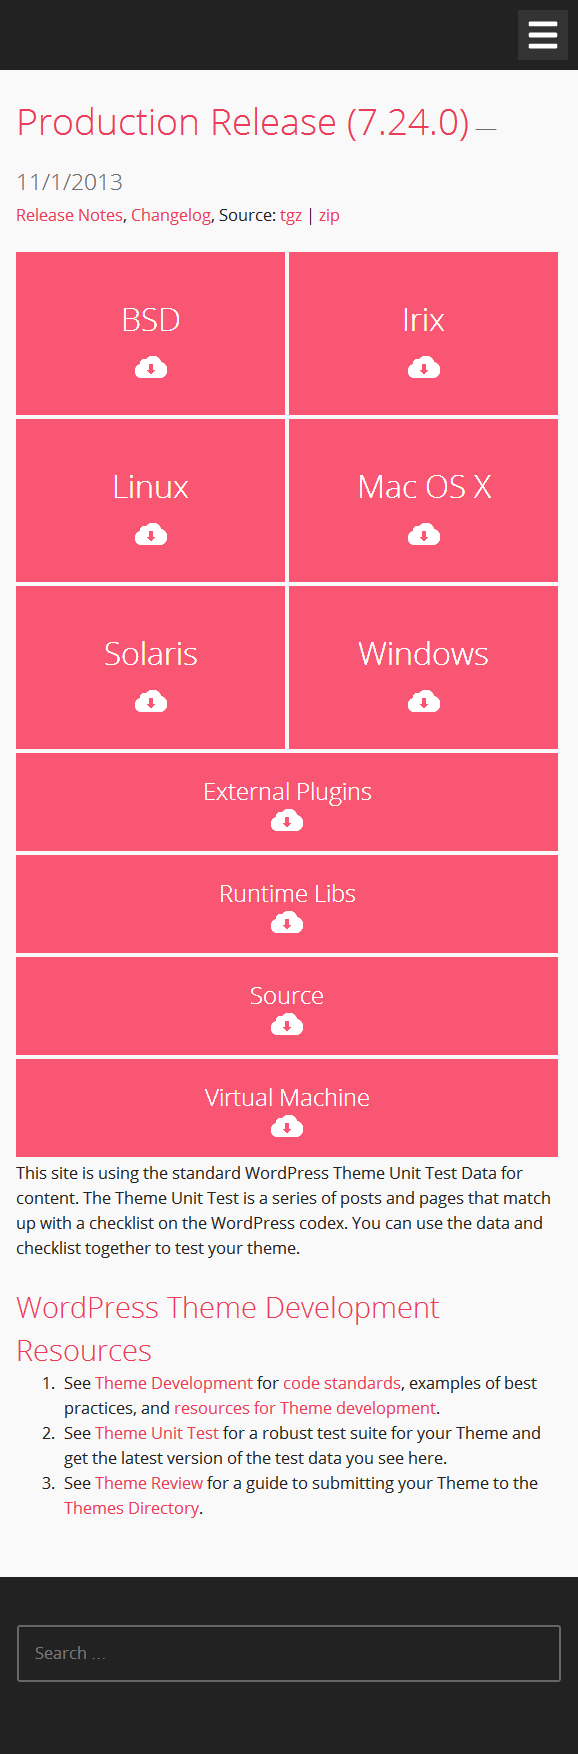 Production Release (7.24.0) —
11/1/2013
Release Notes, Changelog, Source: tgz | zip
BSD
Irix
Linux
Mac OS X
Solaris
Windows
External Plugins
Runtime Libs
Source
Virtual Machine
This site is using the standard WordPress Theme Unit Test Data for
content. The Theme Unit Test is a series of posts and pages that match
up with a checklist on the WordPress codex. You can use the data and
checklist together to test your theme.
WordPress Theme Development
Resources
1. See Theme Development for code standards, examples of best
practices, and resources for Theme development.
2. See Theme Unit Test for a robust test suite for your Theme and
get the latest version of the test data you see here.
3. See Theme Review for a guide to submitting your Theme to the
Themes Directory.
Search ...